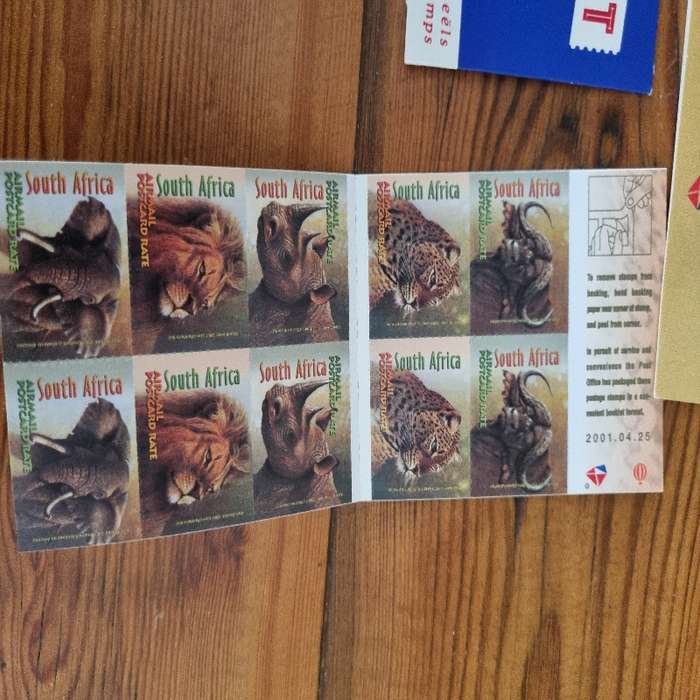 eëls
mps
T
South Africa
AIRMAIL
POSTCARD RATE
South Africa
AIRMAIL
POSTCARD RATE
South Africa
AIRMAIL
POSTCARD RATE
South Africa
AIRMAIL
POSTCARD RATE
South Africa
AIRMAIL
POSTCARD RATE
South Africa
AIRMAIL
POSTCARD RATE
South Africa
AIRMAIL
POSTCARD RATE
South Africa
AIRMAIL
POSTCARD RATE
South Africa
AIRMAIL
POSTCARD RATE
South Africa
AIRMAIL
POSTCARD RATE
To remove stamps from
backing, bend backing
paper near corner of stamp,
and peel from corner.
In pursuit of service and
convenience the Post
Office has packaged these
postage stamps in a con-
venient booklet format.
2001.04.25